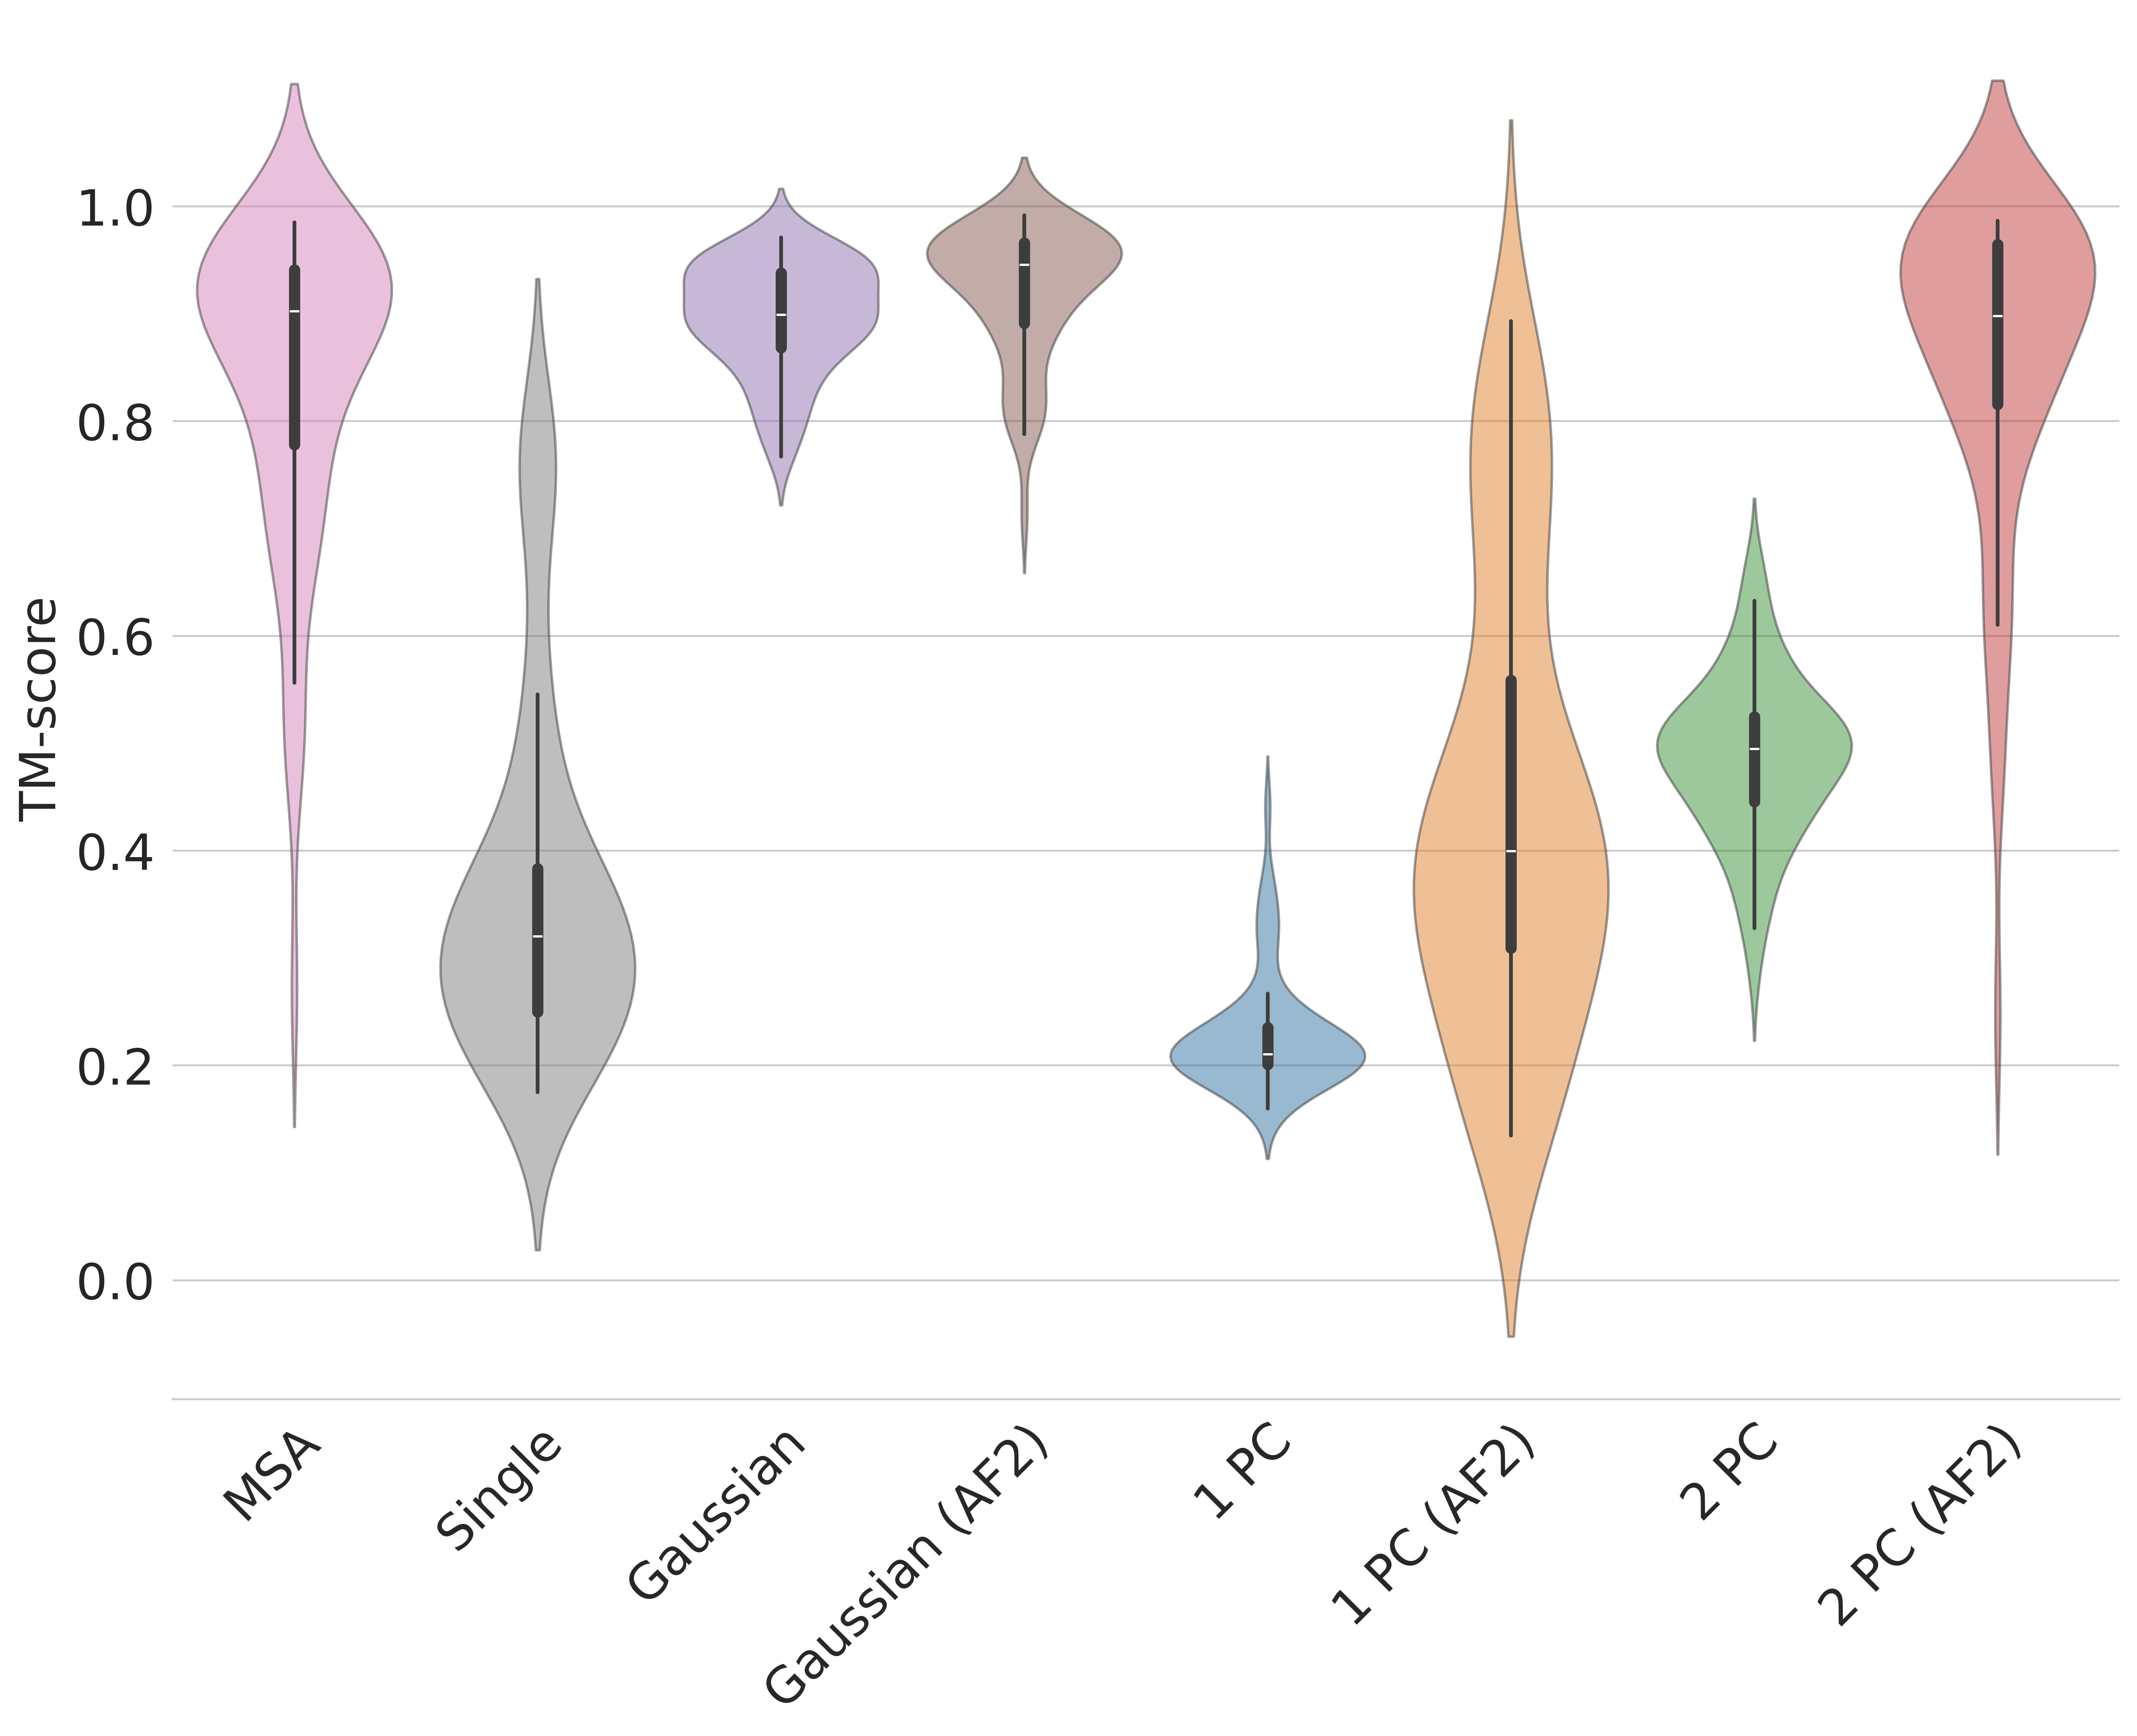 TM-score
1.0
0.8
0.6
0.4
0.2
0.0
MSA
Single
Gaussian
Gaussian (AF2)
1 PC
1 PC (AF2)
2 PC
2 PC (AF2)